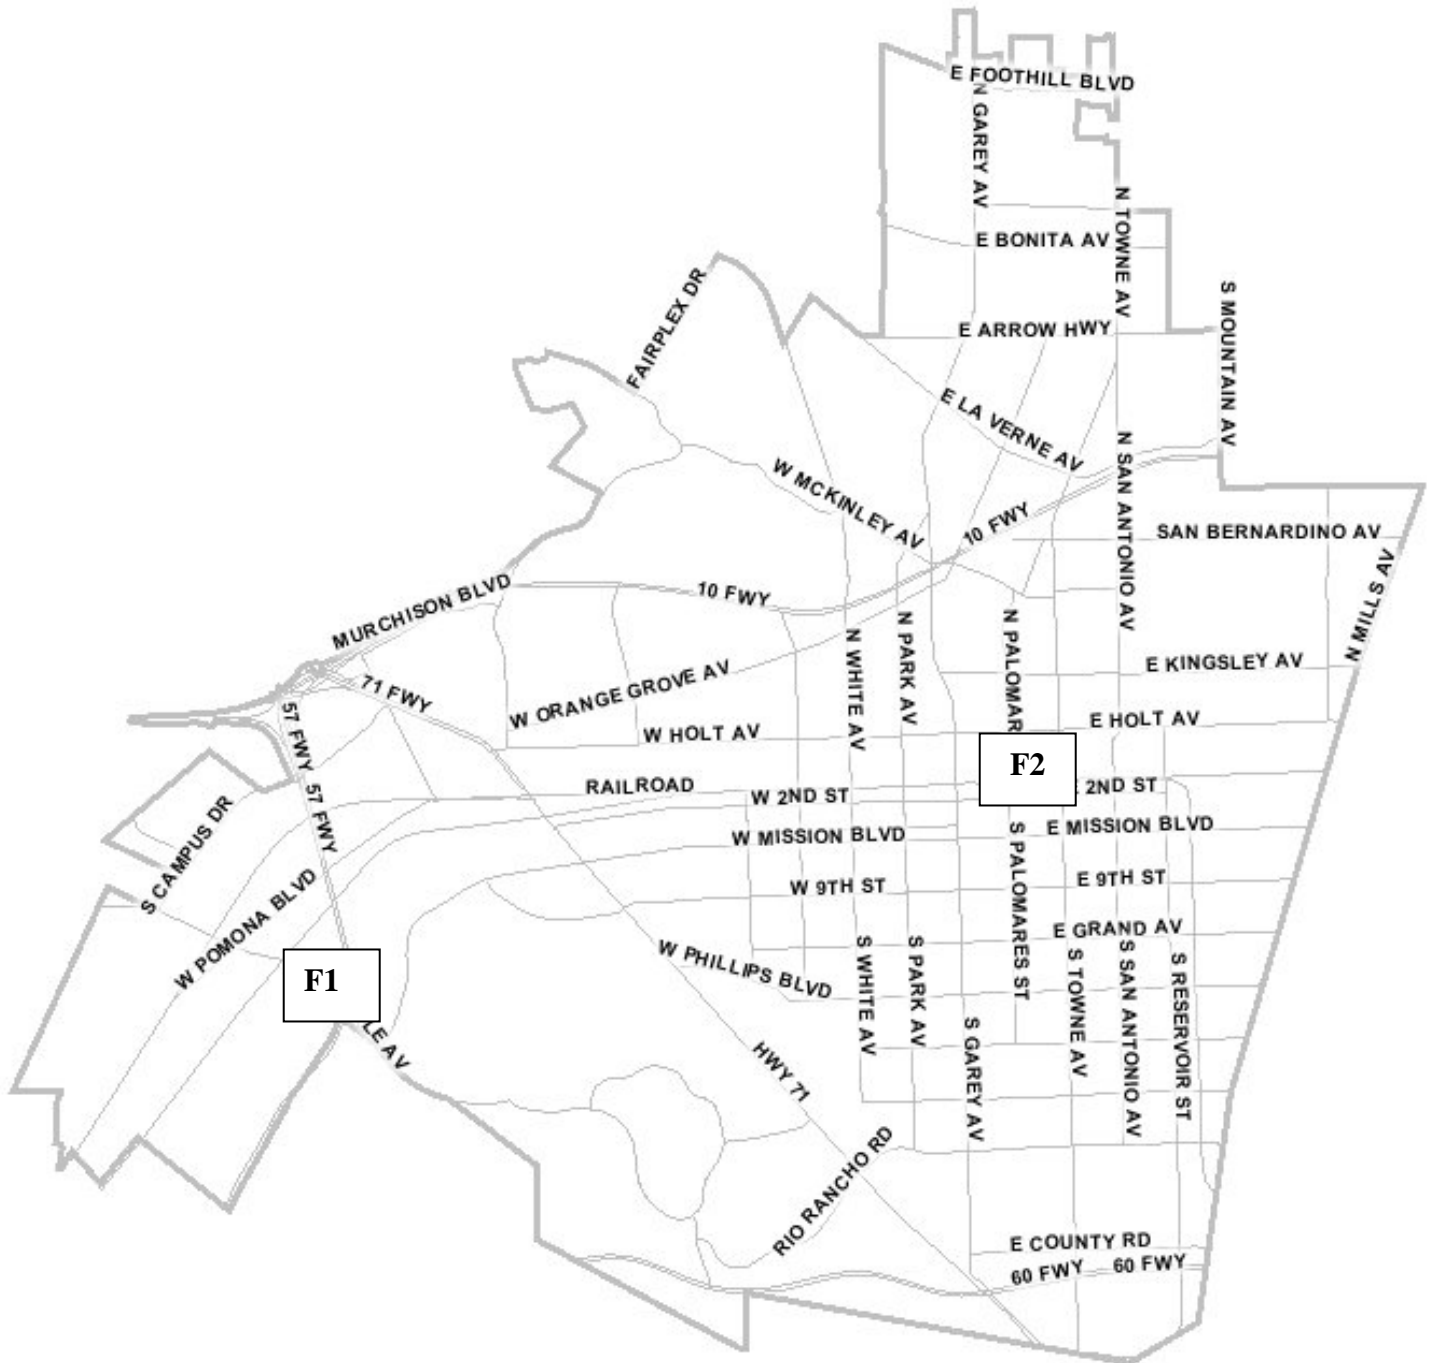 E FOOTHILL BLVD
N GAREY AV
N TOWNE AV
E BONITA AV
S MOUNTAIN AV
FAIRPLEX DR
E ARROW HWY
E LA VERNE AV
N SAN ANTONIO AV
W MCKINLEY AV
10 FWY
SAN BERNARDINO AV
N MILLS AV
MURCHISON BLVD
10 FWY
N WHITE AV
N PARK AV
N PALOMAR
E KINGSLEY AV
71 FWY
W ORANGE GROVE AV
57 FWY
W HOLT AV
E HOLT AV
F2
RAILROAD
W 2ND ST
2ND ST
57 FWY
S CAMPUS DR
W MISSION BLVD
E MISSION BLVD
S PALOMARES ST
W 9TH ST
E 9TH ST
W POMONA BLVD
E GRAND AV
W PHILLIPS BLVD
S WHITE AV
S PARK AV
S TOWNE AV
S SAN ANTONIO AV
S RESERVOIR ST
F1
LE AV
S GAREY AV
HWY 71
RIO RANCHO RD
E COUNTY RD
60 FWY
60 FWY